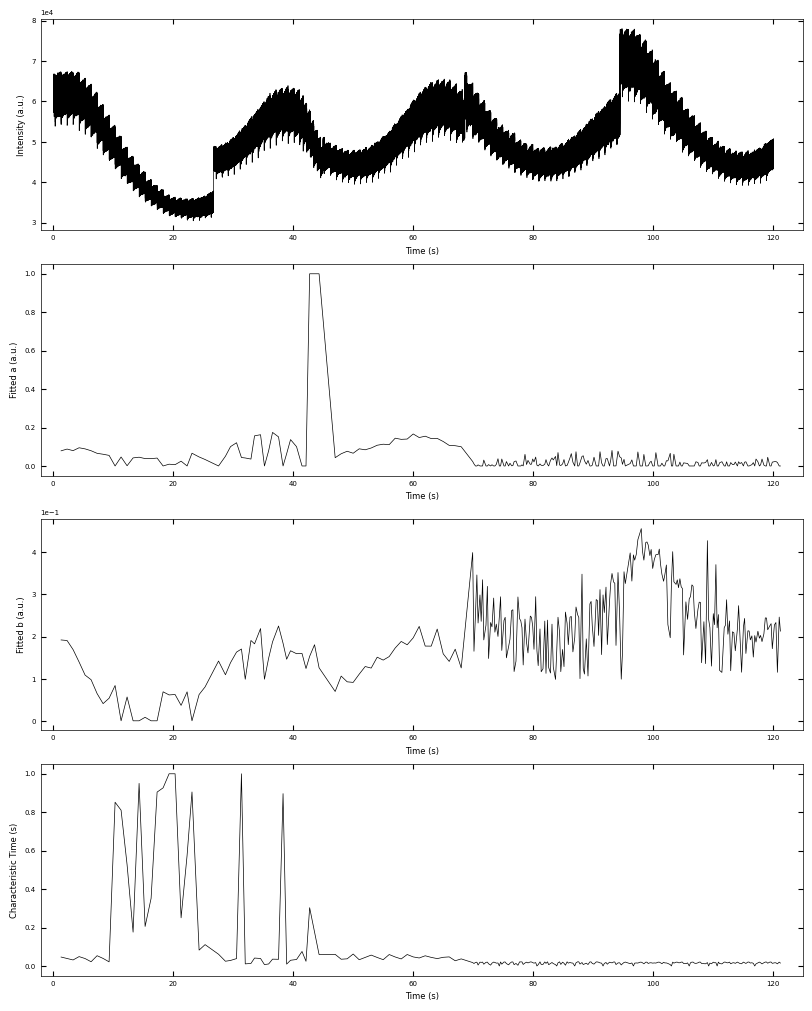 1e4
8
7
6
5
4
3
Intensity (a.u.)
0 20 40 60 80 100 120
Time (s)
1.0
0.8
0.6
0.4
0.2
0.0
Fitted a (a.u.)
0 20 40 60 80 100 120
Time (s)
1e−1
4
3
2
1
0
Fitted b (a.u.)
0 20 40 60 80 100 120
Time (s)
1.0
0.8
0.6
0.4
0.2
0.0
Characteristic Time (s)
0 20 40 60 80 100 120
Time (s)